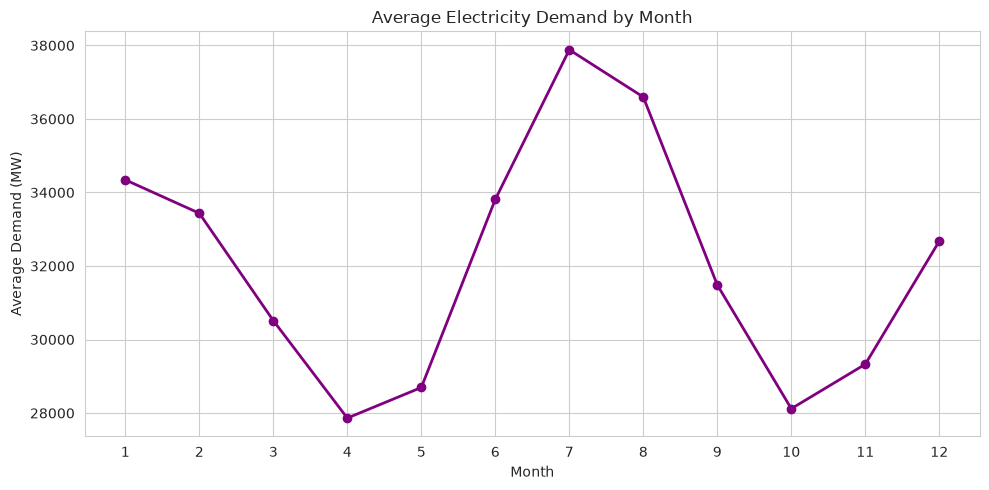 Average Electricity Demand by Month
Average Demand (MW)
38000
36000
34000
32000
30000
28000
1 2 3 4 5 6 7 8 9 10 11 12
Month